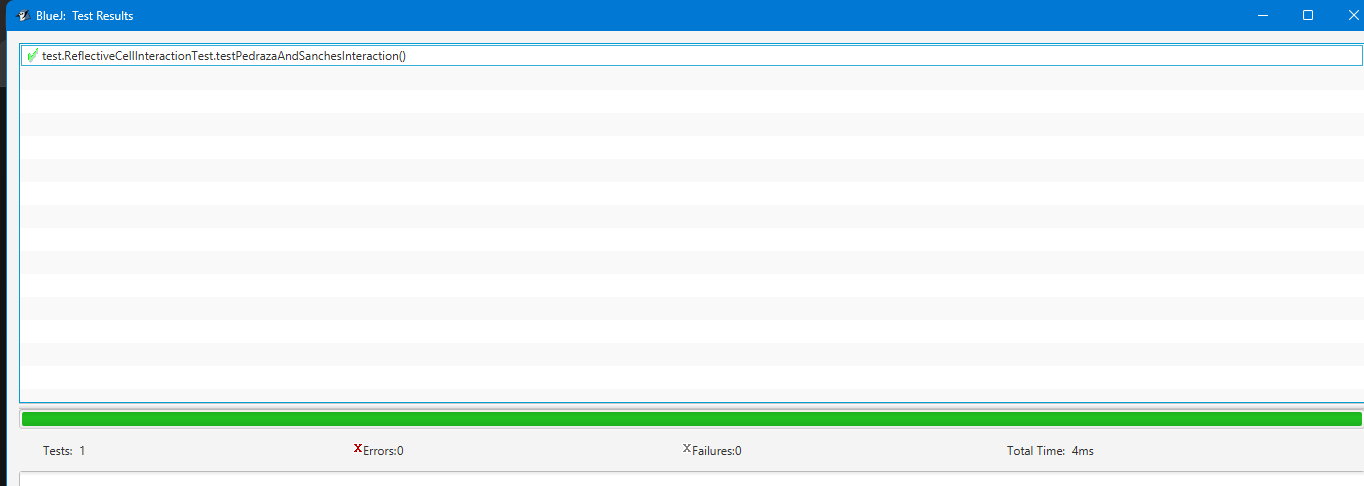 BlueJ: Test Results
test.ReflectiveCellInteractionTest.testPedrazaAndSanchesInteraction()
Tests: 1 Errors:0 Failures:0 Total Time: 4ms